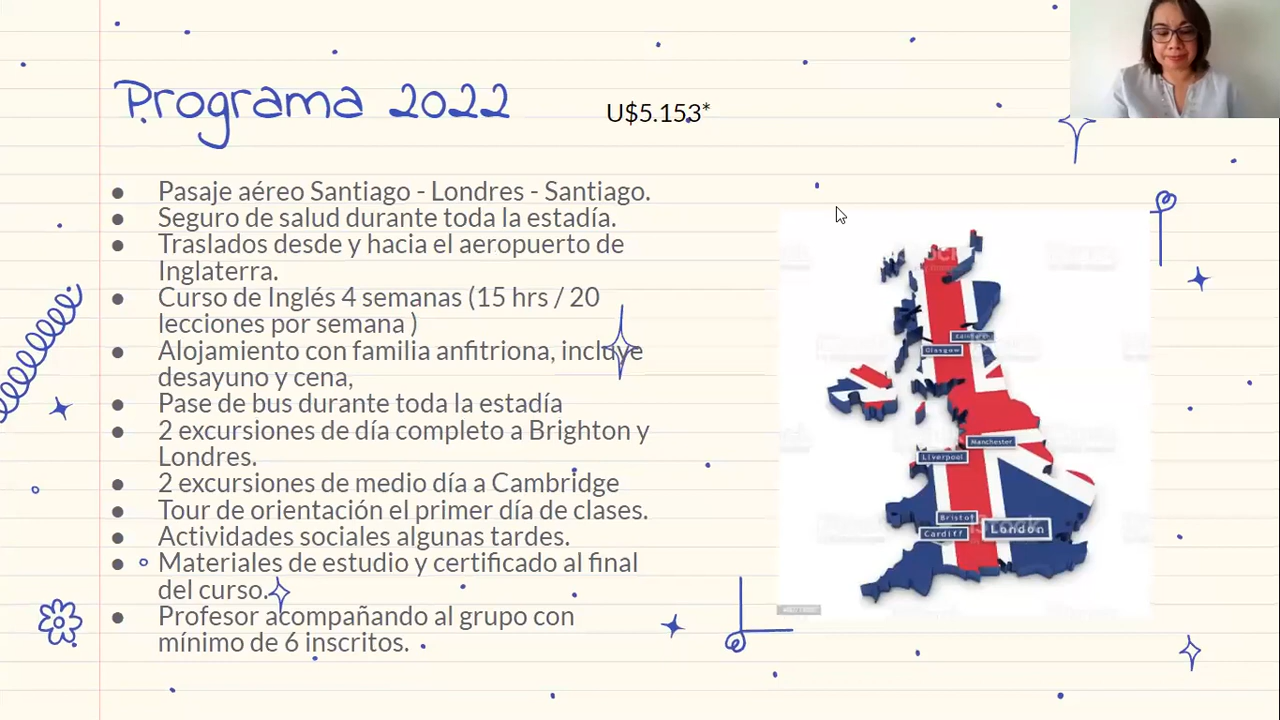 Programa 2022
U$5.153*
● Pasaje aéreo Santiago - Londres - Santiago.
● Seguro de salud durante toda la estadía.
● Traslados desde y hacia el aeropuerto de
Inglaterra.
● Curso de Inglés 4 semanas (15 hrs / 20
lecciones por semana )
● Alojamiento con familia anfitriona, incluye
desayuno y cena,
● Pase de bus durante toda la estadía
● 2 excursiones de día completo a Brighton y
Londres.
● 2 excursiones de medio día a Cambridge
● Tour de orientación el primer día de clases.
● Actividades sociales algunas tardes.
● Materiales de estudio y certificado al final
del curso.
● Profesor acompañando al grupo con
mínimo de 6 inscritos.
Glasgow
Manchester
Liverpool
Bristol
Cardiff
London